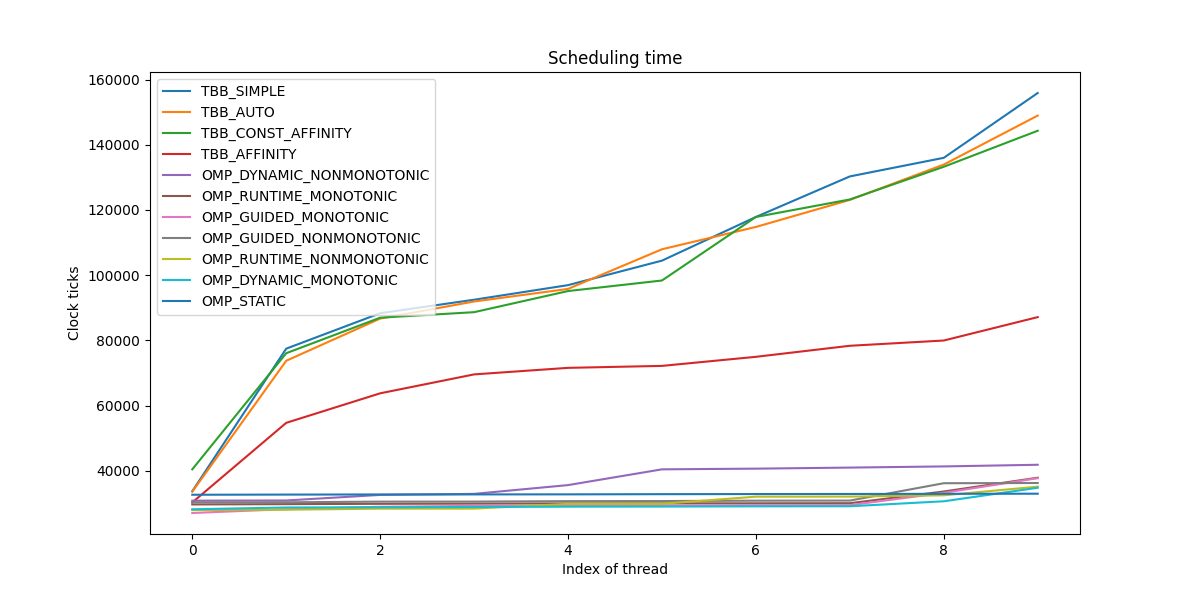 Scheduling time
160000
140000
120000
100000
80000
60000
40000
Clock ticks
TBB_SIMPLE
TBB_AUTO
TBB_CONST_AFFINITY
TBB_AFFINITY
OMP_DYNAMIC_NONMONOTONIC
OMP_RUNTIME_MONOTONIC
OMP_GUIDED_MONOTONIC
OMP_GUIDED_NONMONOTONIC
OMP_RUNTIME_NONMONOTONIC
OMP_DYNAMIC_MONOTONIC
OMP_STATIC
0 2 4 6 8
Index of thread